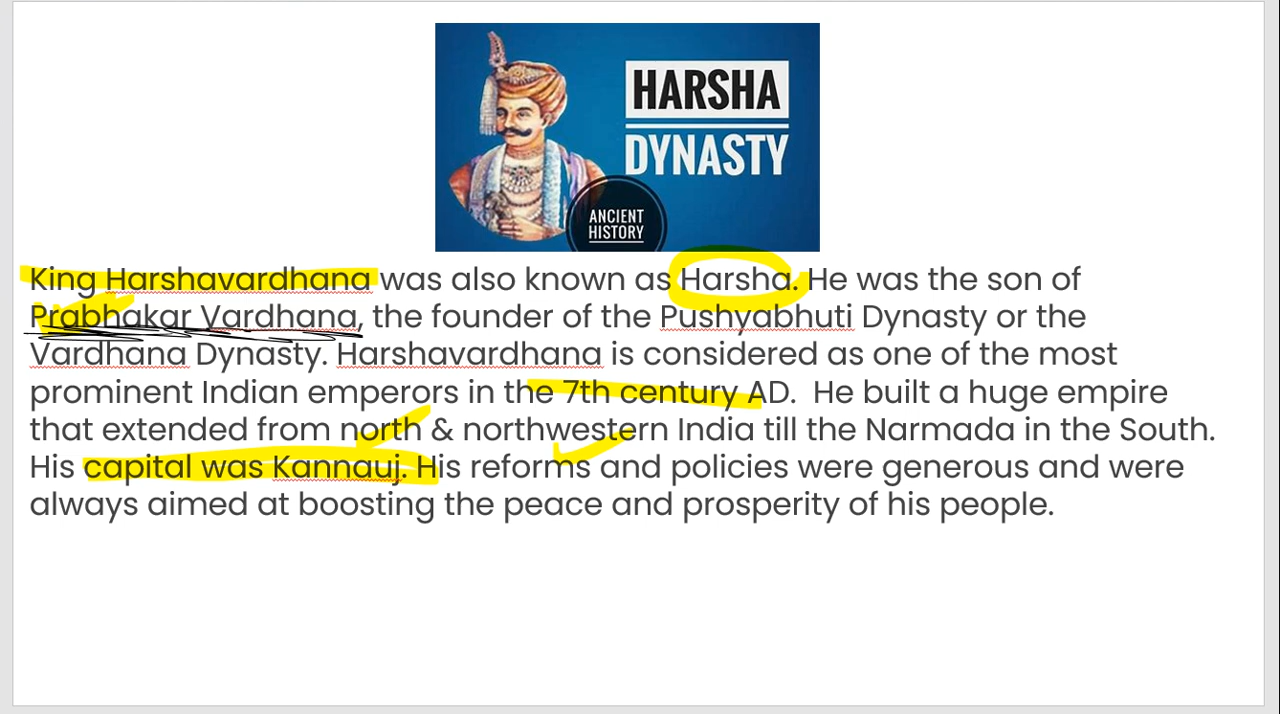 HARSHA
DYNASTY
ANCIENT
HISTORY
King Harshavardhana was also known as Harsha. He was the son of
Prabhakar Vardhana, the founder of the Pushyabhuti Dynasty or the
Vardhana Dynasty. Harshavardhana is considered as one of the most
prominent Indian emperors in the 7th century AD.  He built a huge empire
that extended from north & northwestern India till the Narmada in the South.
His capital was Kannauj. His reforms and policies were generous and were
always aimed at boosting the peace and prosperity of his people.